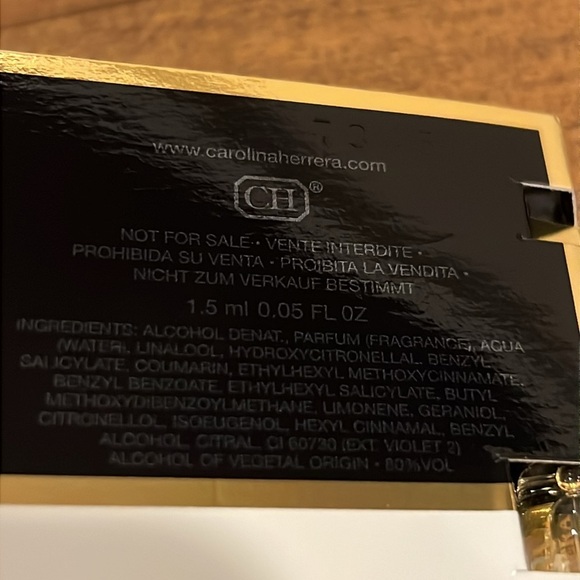 www.carolinaherrera.com
CH®
NOT FOR SALE • VENTE INTERDITE •
PROHIBIDA SU VENTA • PROIBITA LA VENDITA •
NICHT ZUM VERKAUF BESTIMMT
1.5 ml 0.05 FL OZ
INGREDIENTS: ALCOHOL DENAT., PARFUM (FRAGRANCE), AQUA
(WATER), LINALOOL, HYDROXYCITRONELLAL, BENZYL
SALICYLATE, COUMARIN, ETHYLHEXYL METHOXYCINNAMATE,
BENZYL BENZOATE, ETHYLHEXYL SALICYLATE, BUTYL
METHOXYDIBENZOYLMETHANE, LIMONENE, GERANIOL,
CITRONELLOL, ISOEUGENOL, HEXYL CINNAMAL, BENZYL
ALCOHOL, CITRAL, CI 60730 (EXT. VIOLET 2)
ALCOHOL OF VEGETAL ORIGIN • 80%VOL